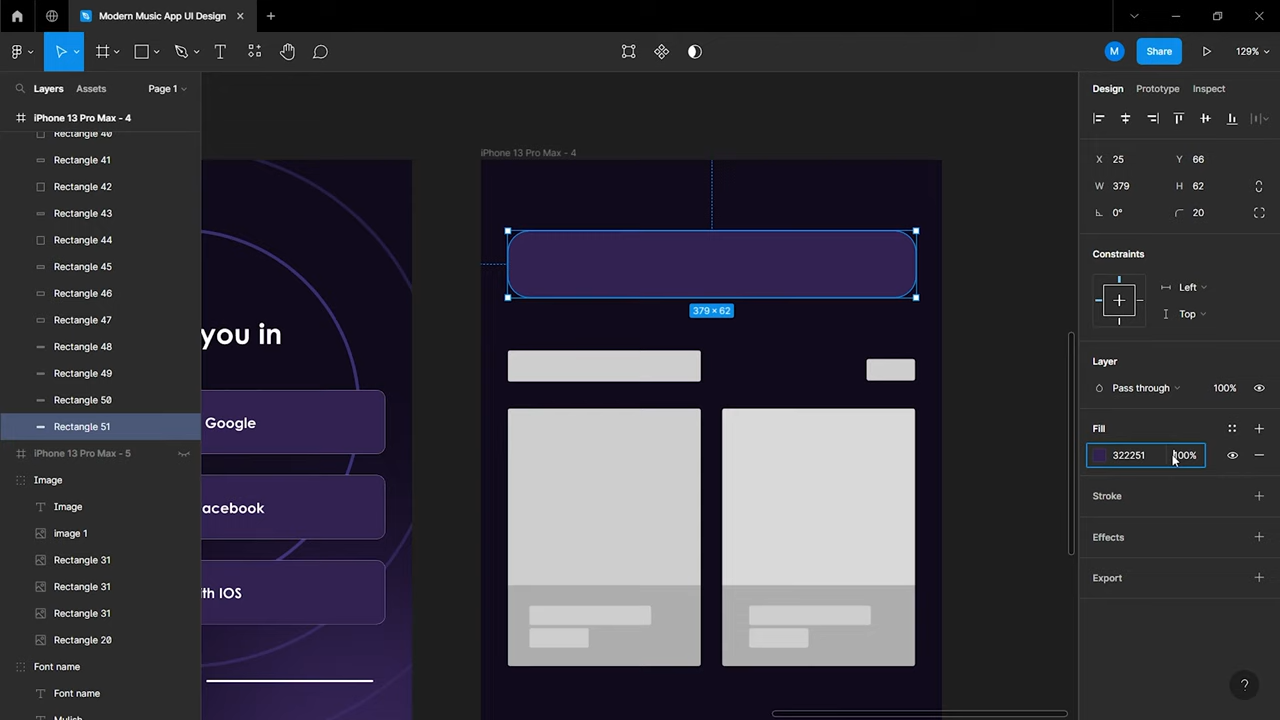 Modern Music App UI Design
M
Share
129%
Layers
Assets
Page 1
iPhone 13 Pro Max - 4
Rectangle 40
Rectangle 41
Rectangle 42
Rectangle 43
Rectangle 44
Rectangle 45
Rectangle 46
Rectangle 47
Rectangle 48
Rectangle 49
Rectangle 50
Rectangle 51
iPhone 13 Pro Max - 5
Image
Image
image 1
Rectangle 31
Rectangle 31
Rectangle 31
Rectangle 20
Font name
Font name
Mulish
you in
Google
acebook
ith IOS
iPhone 13 Pro Max - 4
379 × 62
Design
Prototype
Inspect
X 25
Y 66
W 379
H 62
0°
20
Constraints
Left
Top
Layer
Pass through
100%
Fill
322251
100%
Stroke
Effects
Export
?